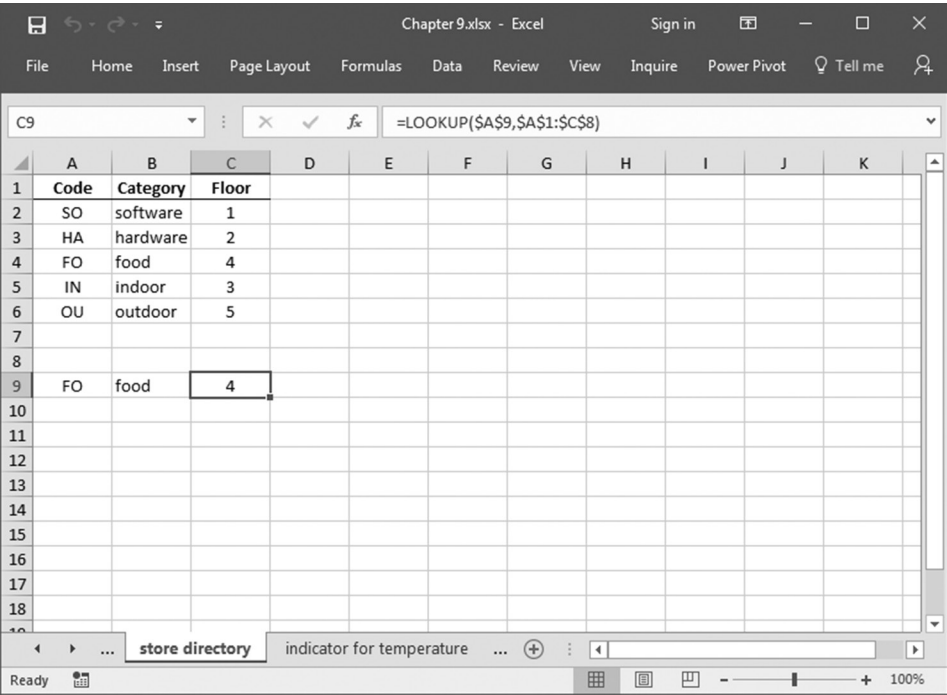 Chapter 9.xlsx - Excel Sign in
File Home Insert Page Layout Formulas Data Review View Inquire Power Pivot Tell me
C9 fx =LOOKUP($A$9,$A$1:$C$8)
A B C D E F G H I J K
1 Code Category Floor
2 SO software 1
3 HA hardware 2
4 FO food 4
5 IN indoor 3
6 OU outdoor 5
7
8
9 FO food 4
10
11
12
13
14
15
16
17
18
19
... store directory indicator for temperature ...
Ready 100%